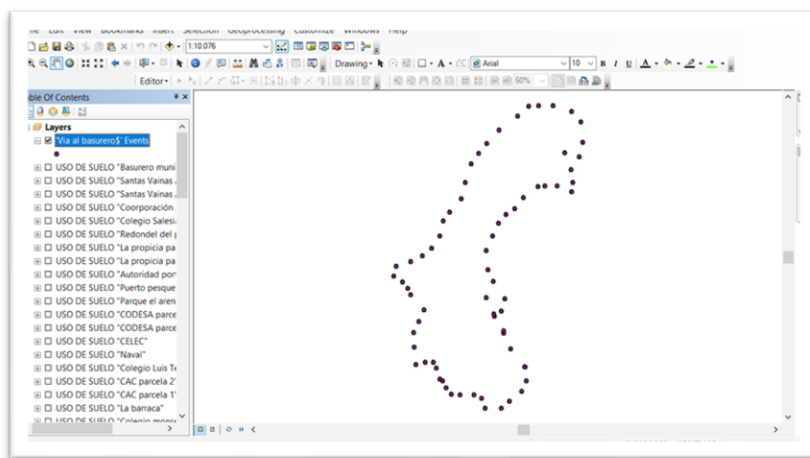 File Edit View Bookmarks Insert Selection Geoprocessing Customize Windows Help
1:10.076
Drawing A Arial 10 B I U A
Editor 50%
ble Of Contents
Layers
'Via al basurero$' Events
USO DE SUELO "Basurero muni
USO DE SUELO "Santas Vainas
USO DE SUELO "Santas Vainas
USO DE SUELO "Coorporación
USO DE SUELO "Colegio Salesi
USO DE SUELO "Redondel del
USO DE SUELO "La propicia pa
USO DE SUELO "La propicia pa
USO DE SUELO "Autoridad por
USO DE SUELO "Puerto pesque
USO DE SUELO "Parque el aren
USO DE SUELO "CODESA parce
USO DE SUELO "CODESA parce
USO DE SUELO "CELEC"
USO DE SUELO "Naval"
USO DE SUELO "Colegio Luis Te
USO DE SUELO "CAC parcela 2"
USO DE SUELO "CAC parcela 1"
USO DE SUELO "La barraca"
USO DE SUELO "Colegio